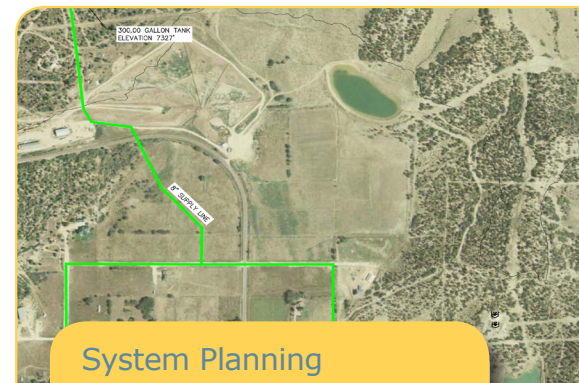 300,00 GALLON TANK
ELEVATION 7327'
8" SUPPLY LINE
System Planning